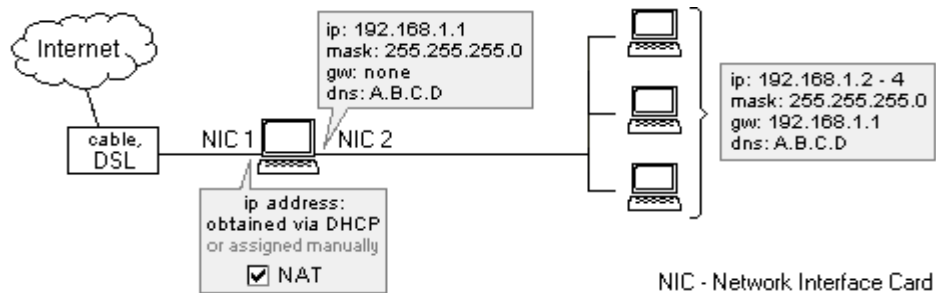 Internet
cable,
DSL
NIC 1
NIC 2
ip: 192.168.1.1
mask: 255.255.255.0
gw: none
dns: A.B.C.D
ip address:
obtained via DHCP
or assigned manually
NAT
ip: 192.168.1.2 - 4
mask: 255.255.255.0
gw: 192.168.1.1
dns: A.B.C.D
NIC - Network Interface Card